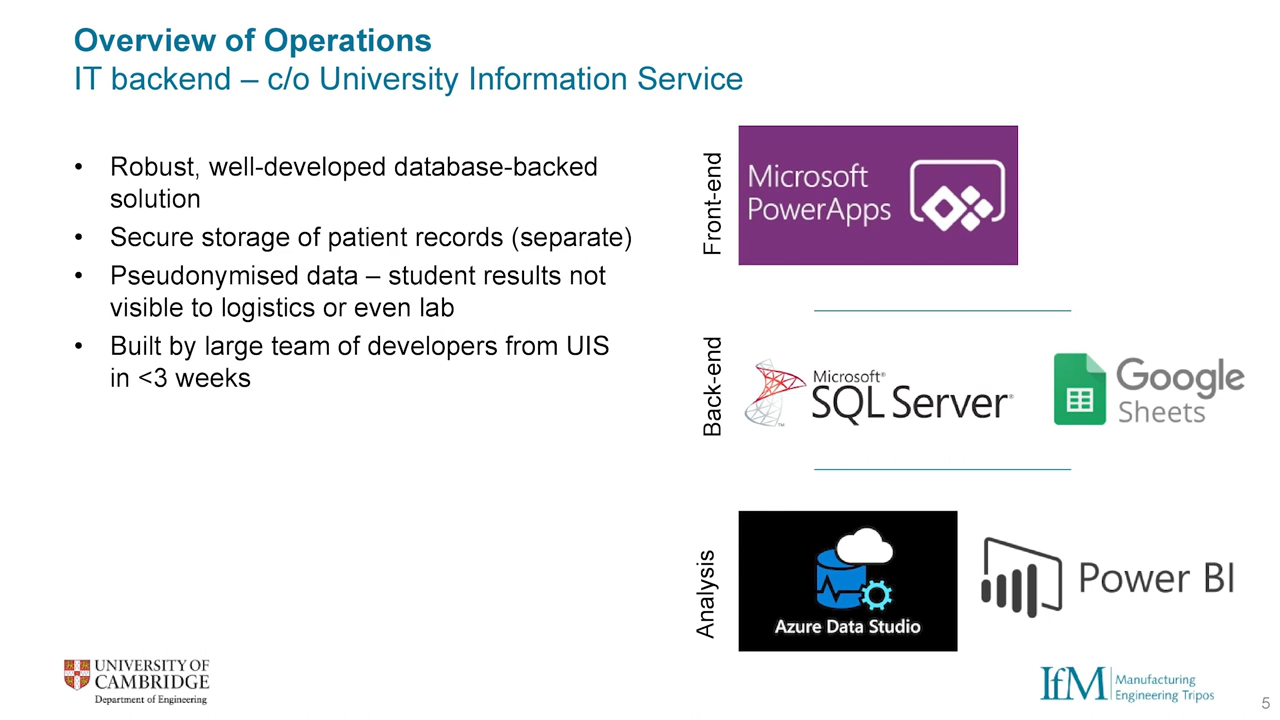 Overview of Operations
IT backend – c/o University Information Service
• Robust, well-developed database-backed
solution
• Secure storage of patient records (separate)
• Pseudonymised data – student results not
visible to logistics or even lab
• Built by large team of developers from UIS
in <3 weeks
Front-end
Microsoft
PowerApps
Back-end
Microsoft®
SQL Server®
™
Google
Sheets
Analysis
Azure Data Studio
Power BI
UNIVERSITY OF
CAMBRIDGE
Department of Engineering
IfM
Manufacturing
Engineering Tripos
5